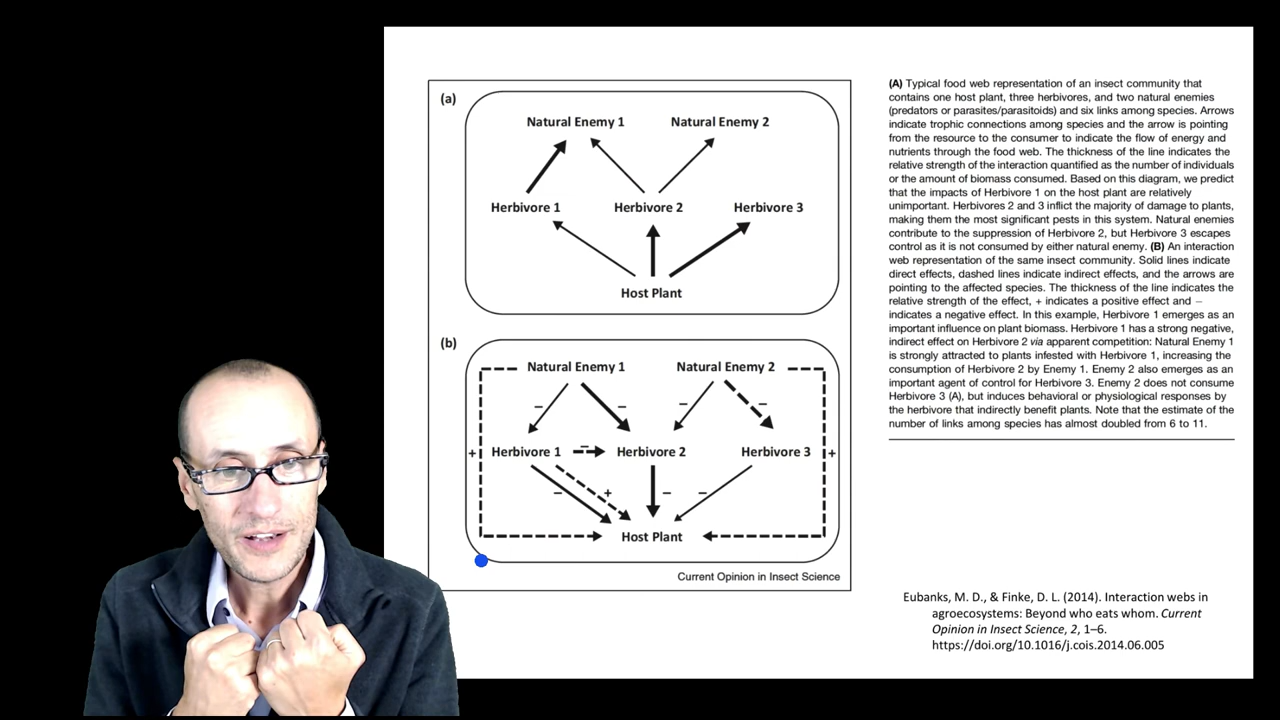 (a)
Natural Enemy 1 Natural Enemy 2
Herbivore 1 Herbivore 2 Herbivore 3
Host Plant
(b)
Natural Enemy 1 Natural Enemy 2
– – – –
+ Herbivore 1 – Herbivore 2 Herbivore 3 +
– + – –
Host Plant
Current Opinion in Insect Science
(A) Typical food web representation of an insect community that
contains one host plant, three herbivores, and two natural enemies
(predators or parasites/parasitoids) and six links among species. Arrows
indicate trophic connections among species and the arrow is pointing
from the resource to the consumer to indicate the flow of energy and
nutrients through the food web. The thickness of the line indicates the
relative strength of the interaction quantified as the number of individuals
or the amount of biomass consumed. Based on this diagram, we predict
that the impacts of Herbivore 1 on the host plant are relatively
unimportant. Herbivores 2 and 3 inflict the majority of damage to plants,
making them the most significant pests in this system. Natural enemies
contribute to the suppression of Herbivore 2, but Herbivore 3 escapes
control as it is not consumed by either natural enemy. (B) An interaction
web representation of the same insect community. Solid lines indicate
direct effects, dashed lines indicate indirect effects, and the arrows are
pointing to the affected species. The thickness of the line indicates the
relative strength of the effect, + indicates a positive effect and −
indicates a negative effect. In this example, Herbivore 1 emerges as an
important influence on plant biomass. Herbivore 1 has a strong negative,
indirect effect on Herbivore 2 via apparent competition: Natural Enemy 1
is strongly attracted to plants infested with Herbivore 1, increasing the
consumption of Herbivore 2 by Enemy 1. Enemy 2 also emerges as an
important agent of control for Herbivore 3. Enemy 2 does not consume
Herbivore 3 (A), but induces behavioral or physiological responses by
the herbivore that indirectly benefit plants. Note that the estimate of the
number of links among species has almost doubled from 6 to 11.
Eubanks, M. D., & Finke, D. L. (2014). Interaction webs in
agroecosystems: Beyond who eats whom. Current
Opinion in Insect Science, 2, 1–6.
https://doi.org/10.1016/j.cois.2014.06.005